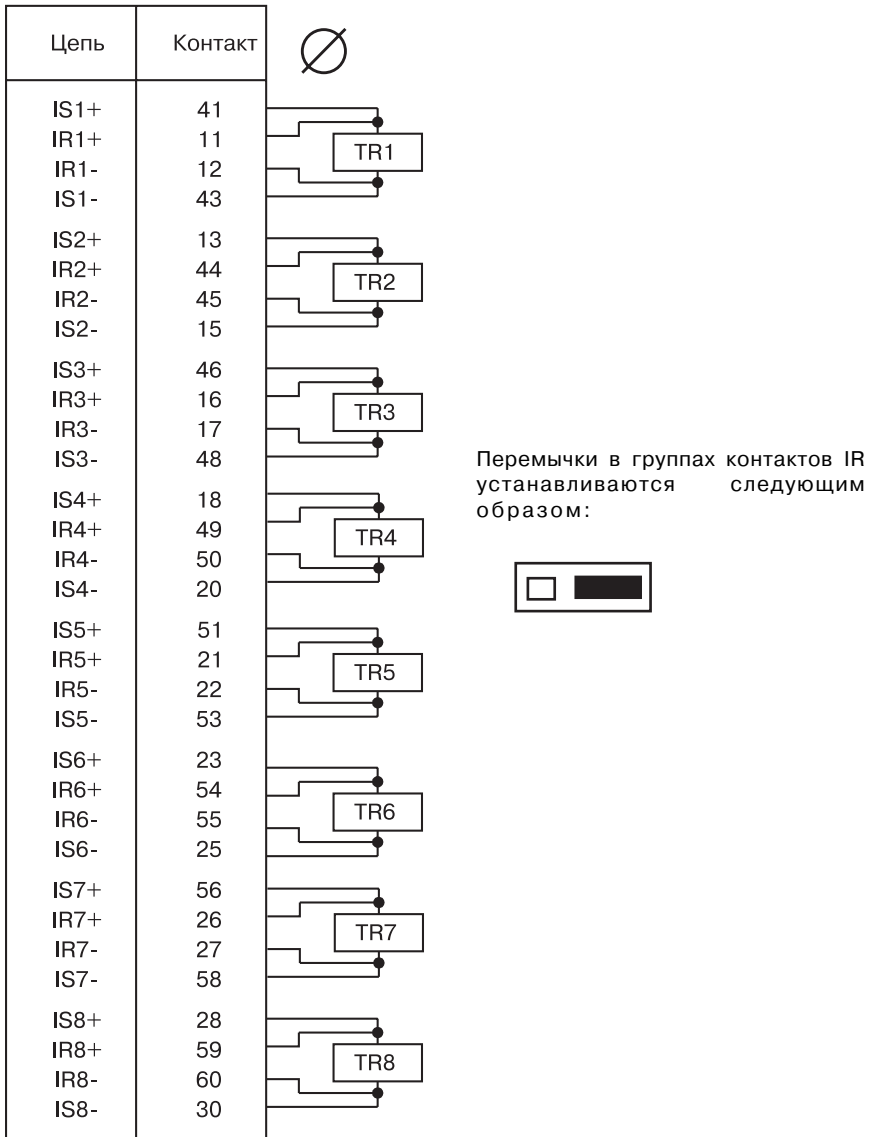 Цепь Контакт
IS1+ 41
IR1+ 11
IR1- 12
IS1- 43
TR1
IS2+ 13
IR2+ 44
IR2- 45
IS2- 15
TR2
IS3+ 46
IR3+ 16
IR3- 17
IS3- 48
TR3
IS4+ 18
IR4+ 49
IR4- 50
IS4- 20
TR4
IS5+ 51
IR5+ 21
IR5- 22
IS5- 53
TR5
IS6+ 23
IR6+ 54
IR6- 55
IS6- 25
TR6
IS7+ 56
IR7+ 26
IR7- 27
IS7- 58
TR7
IS8+ 28
IR8+ 59
IR8- 60
IS8- 30
TR8
Перемычки в группах контактов IR
устанавливаются следующим
образом: